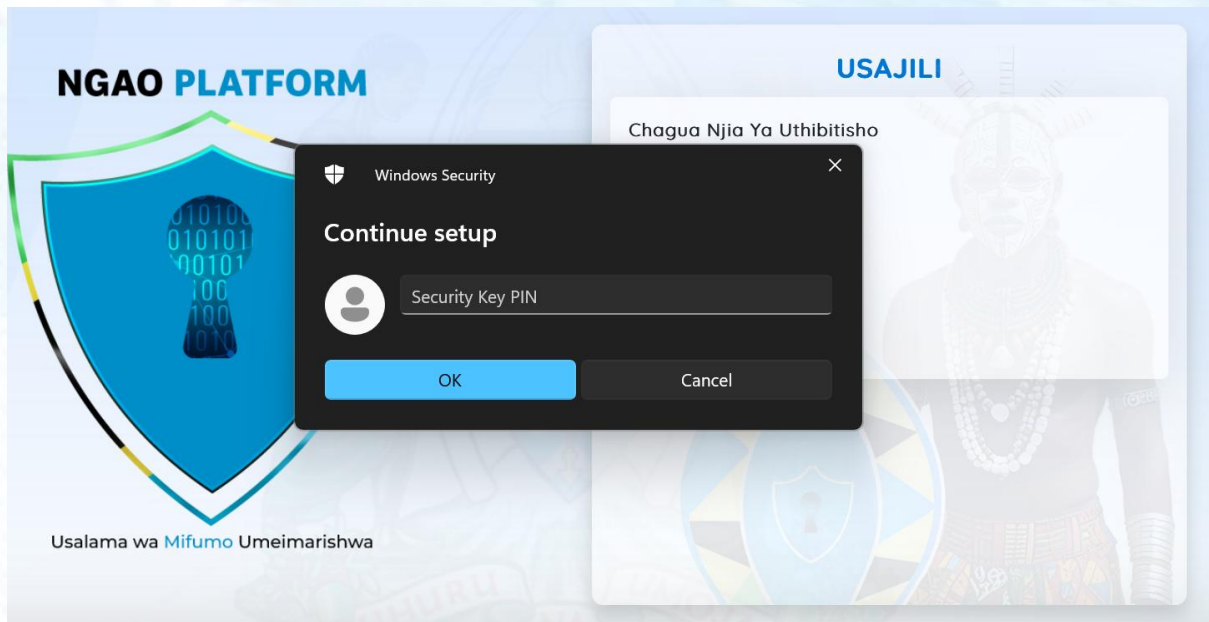 NGAO PLATFORM
USAJILI
Chagua Njia Ya Uthibitisho
Windows Security
Continue setup
Security Key PIN
OK
Cancel
Usalama wa Mifumo Umeimarishwa
UHURU